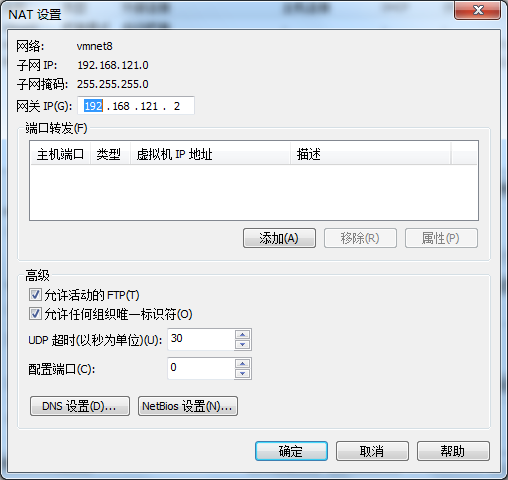 NAT 设置
网络: vmnet8
子网 IP: 192.168.121.0
子网掩码: 255.255.255.0
网关 IP(G): 192 . 168 . 121 . 2
端口转发(F)
主机端口 类型 虚拟机 IP 地址 描述
添加(A) 移除(R) 属性(P)
高级
允许活动的 FTP(T)
允许任何组织唯一标识符(O)
UDP 超时(以秒为单位)(U): 30
配置端口(C): 0
DNS 设置(D)... NetBios 设置(N)...
确定 取消 帮助